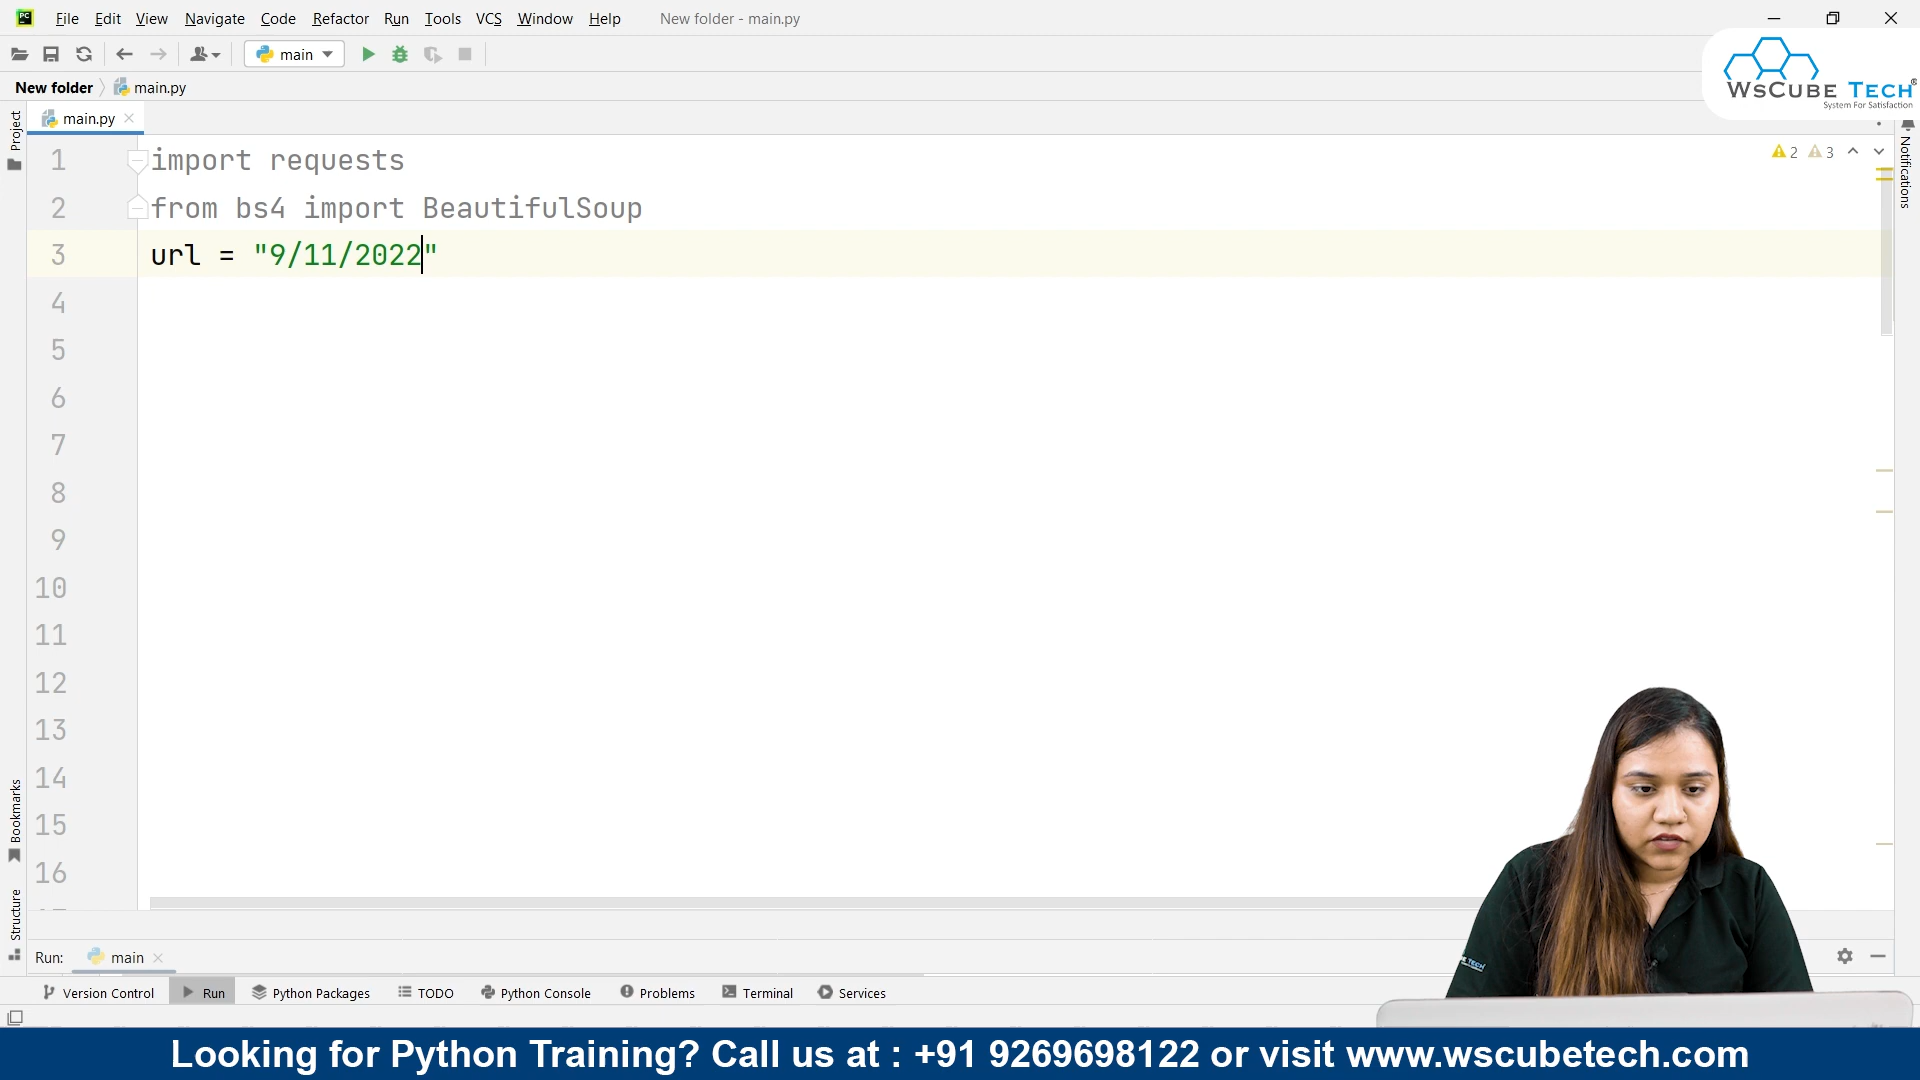 File Edit View Navigate Code Refactor Run Tools VCS Window Help New folder - main.py
main
New folder main.py
WsCube Tech
System For Satisfaction
Project
main.py
Notifications
2 3
1 import requests
2 from bs4 import BeautifulSoup
3 url = "9/11/2022"
4
5
6
7
8
9
10
11
12
13
14
15
16
Bookmarks
Structure
Run: main
Version Control Run Python Packages TODO Python Console Problems Terminal Services
Looking for Python Training? Call us at : +91 9269698122 or visit www.wscubetech.com